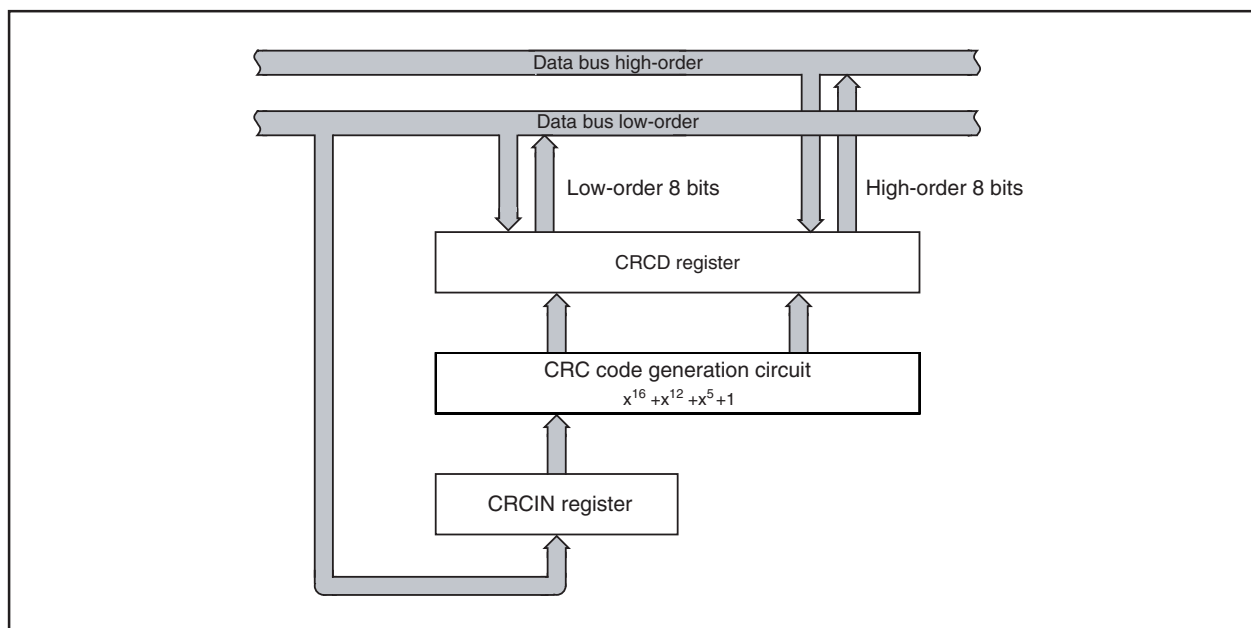 Data bus high-order
Data bus low-order
Low-order 8 bits
High-order 8 bits
CRCD register
CRC code generation circuit
x¹⁶ +x¹² +x⁵ +1
CRCIN register